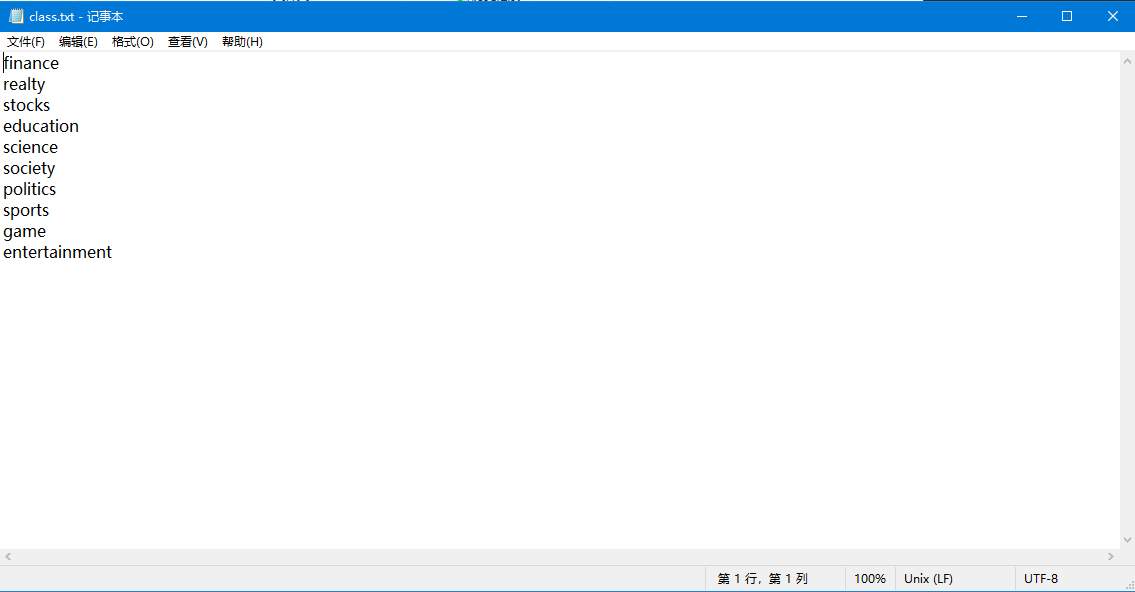 class.txt - 记事本
文件(F) 编辑(E) 格式(O) 查看(V) 帮助(H)
finance
realty
stocks
education
science
society
politics
sports
game
entertainment
第 1 行，第 1 列 100% Unix (LF) UTF-8